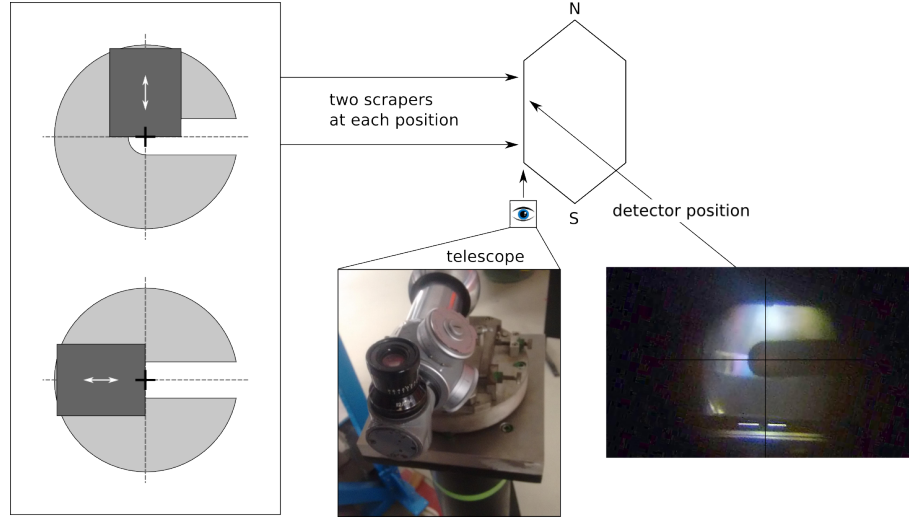 N
two scrapers
at each position
S
detector position
telescope